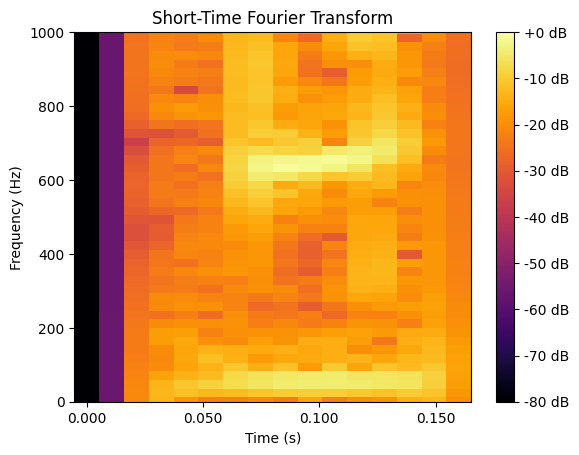 Short-Time Fourier Transform
1000
800
600
400
200
0
Frequency (Hz)
0.000
0.050
0.100
0.150
Time (s)
+0 dB
-10 dB
-20 dB
-30 dB
-40 dB
-50 dB
-60 dB
-70 dB
-80 dB